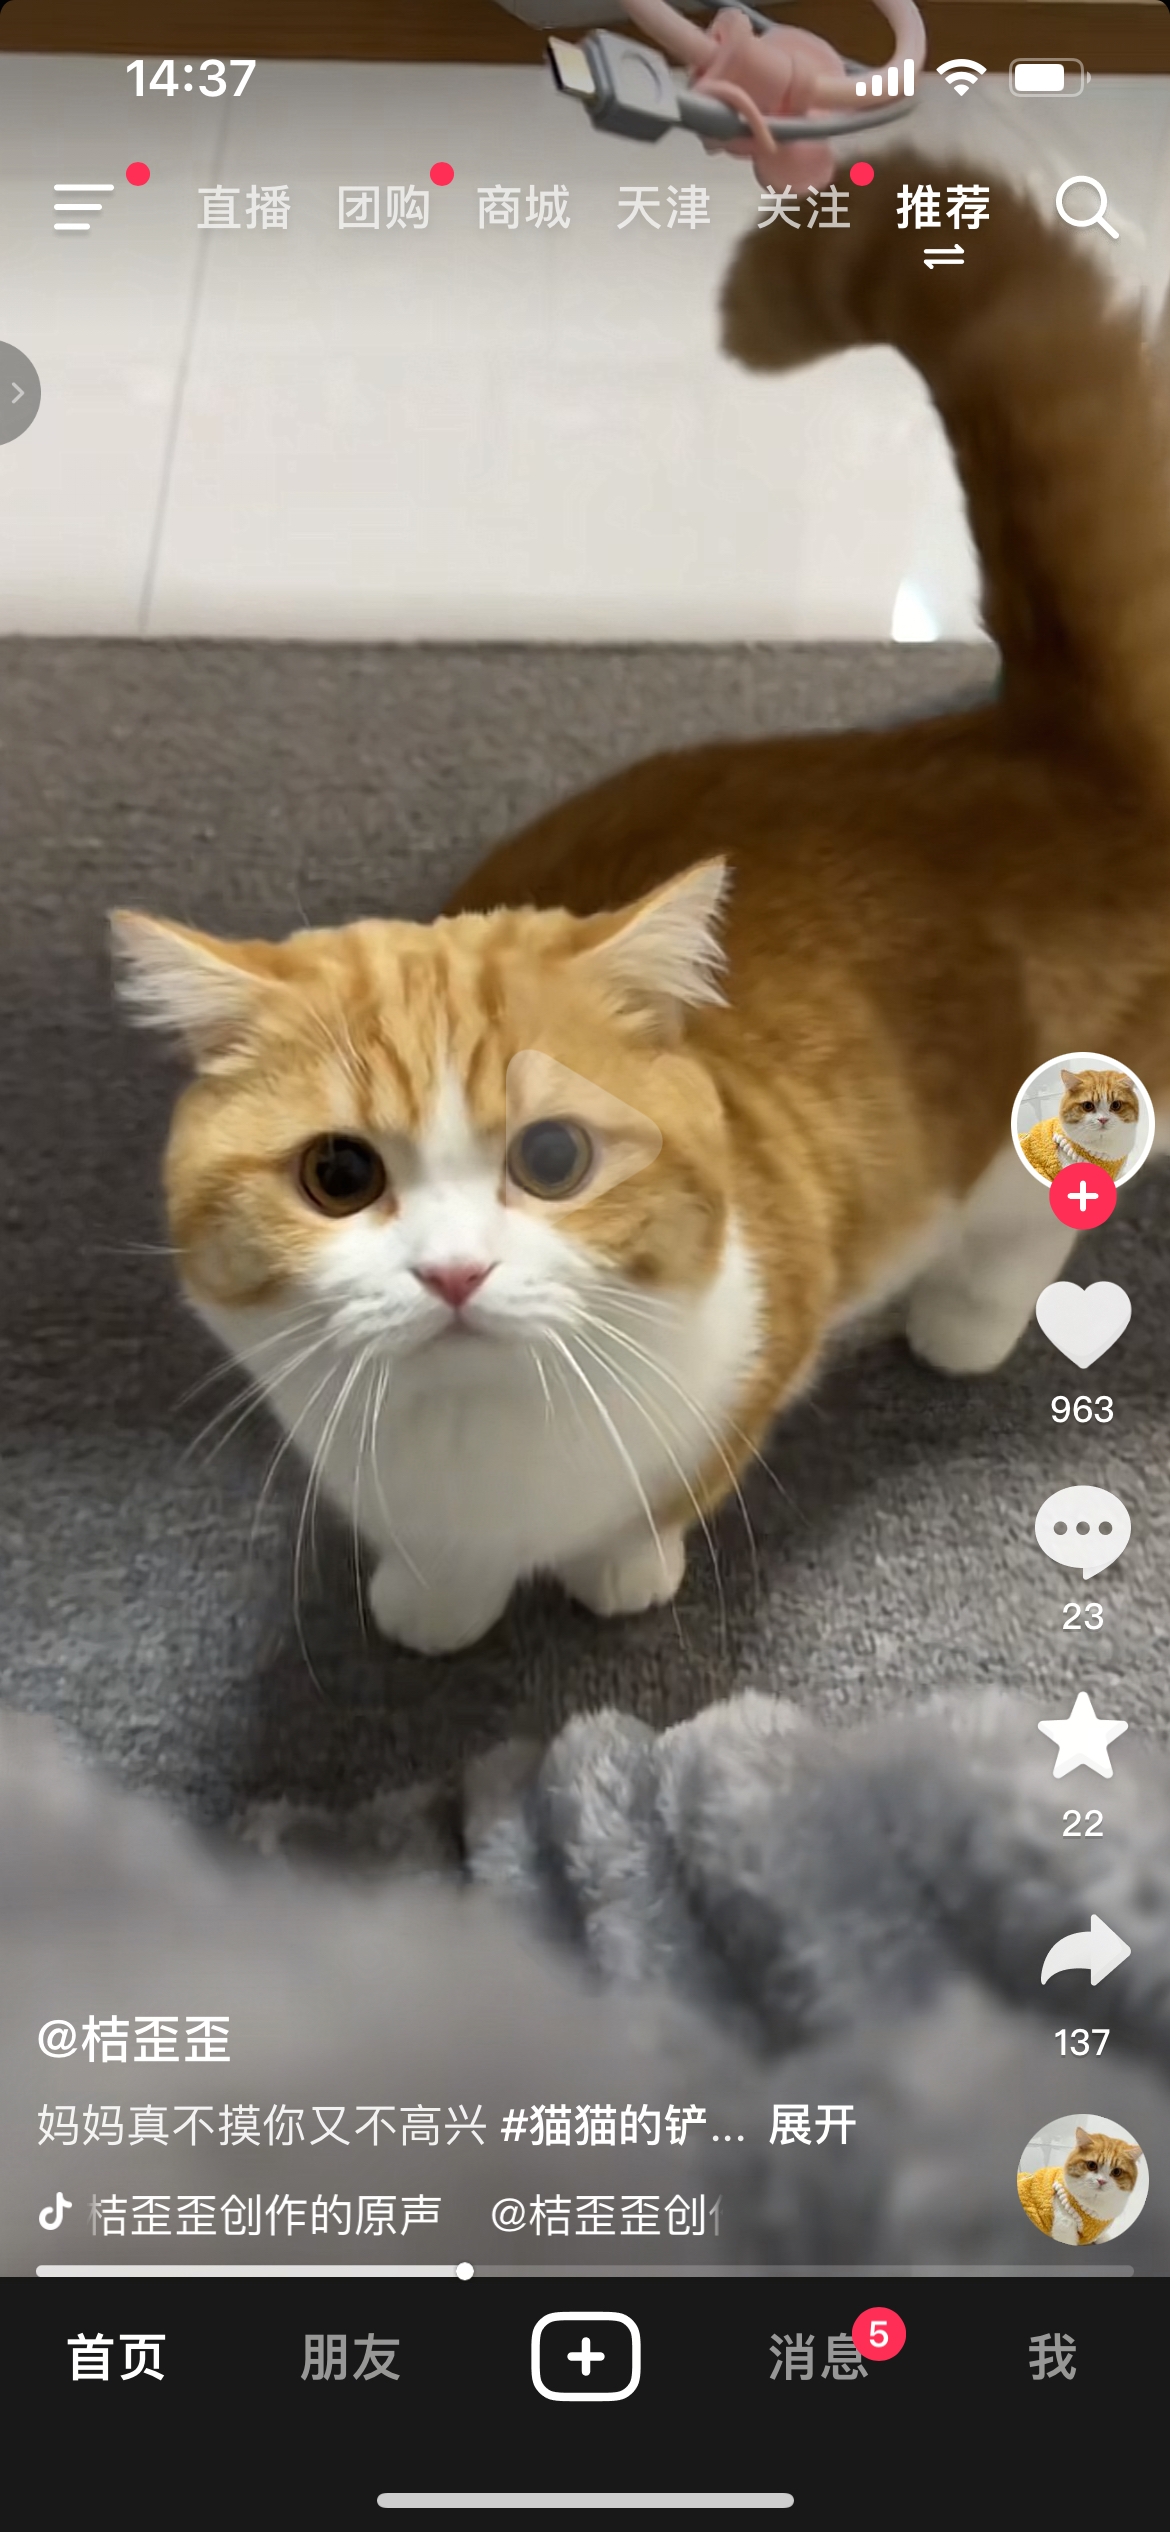 14:37
直播 团购 商城 天津 关注 推荐
963
23
22
137
@桔歪歪
妈妈真不摸你又不高兴 #猫猫的铲... 展开
桔歪歪创作的原声 @桔歪歪创
首页 朋友 消息 5 我